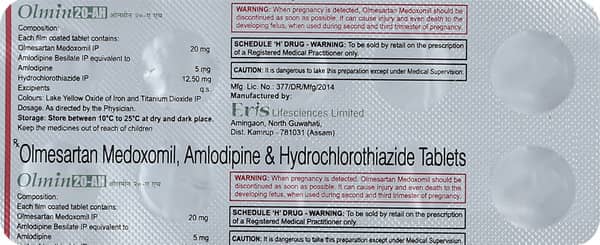 Olmin20-AH ओलमीन २०-ए एच
Composition:
Each film coated tablet contains:
Olmesartan Medoxomil IP 20 mg
Amlodipine Besilate IP equivalent to
Amlodipine 5 mg
Hydrochlorothiazide IP 12.50 mg
Excipients q.s.
Colours: Lake Yellow Oxide of Iron and Titanium Dioxide IP
Dosage: As directed by the Physician.
Storage: Store between 10°C to 25°C at dry and dark place.
Keep the medicines out of reach of children
WARNING: When pregnancy is detected, Olmesartan Medoxomil should be
discontinued as soon as possible. It can cause injury and even death to the
developing fetus, when used during second and third trimester of pregnancy.
SCHEDULE 'H' DRUG - WARNING: To be sold by retail on the prescription
of a Registered Medical Practitioner only.
CAUTION: It is dangerous to take this preparation except under Medical Supervision.
Mfg. Lic. No.: 377/DR/Mfg/2014
Manufactured by:
Eris Lifesciences Limited
Amingaon, North Guwahati,
Dist. Kamrup - 781031 (Assam)
Rx Olmesartan Medoxomil, Amlodipine & Hydrochlorothiazide Tablets
Olmin20-AH ओलमीन २०-ए एच
Composition:
Each film coated tablet contains:
Olmesartan Medoxomil IP 20 mg
Amlodipine Besilate IP equivalent to
Amlodipine 5 mg
WARNING: When pregnancy is detected, Olmesartan Medoxomil should be
discontinued as soon as possible. It can cause injury and even death to the
developing fetus, when used during second and third trimester of pregnancy.
SCHEDULE 'H' DRUG - WARNING: To be sold by retail on the prescription
of a Registered Medical Practitioner only.
CAUTION: It is dangerous to take this preparation except under Medical Supervision.